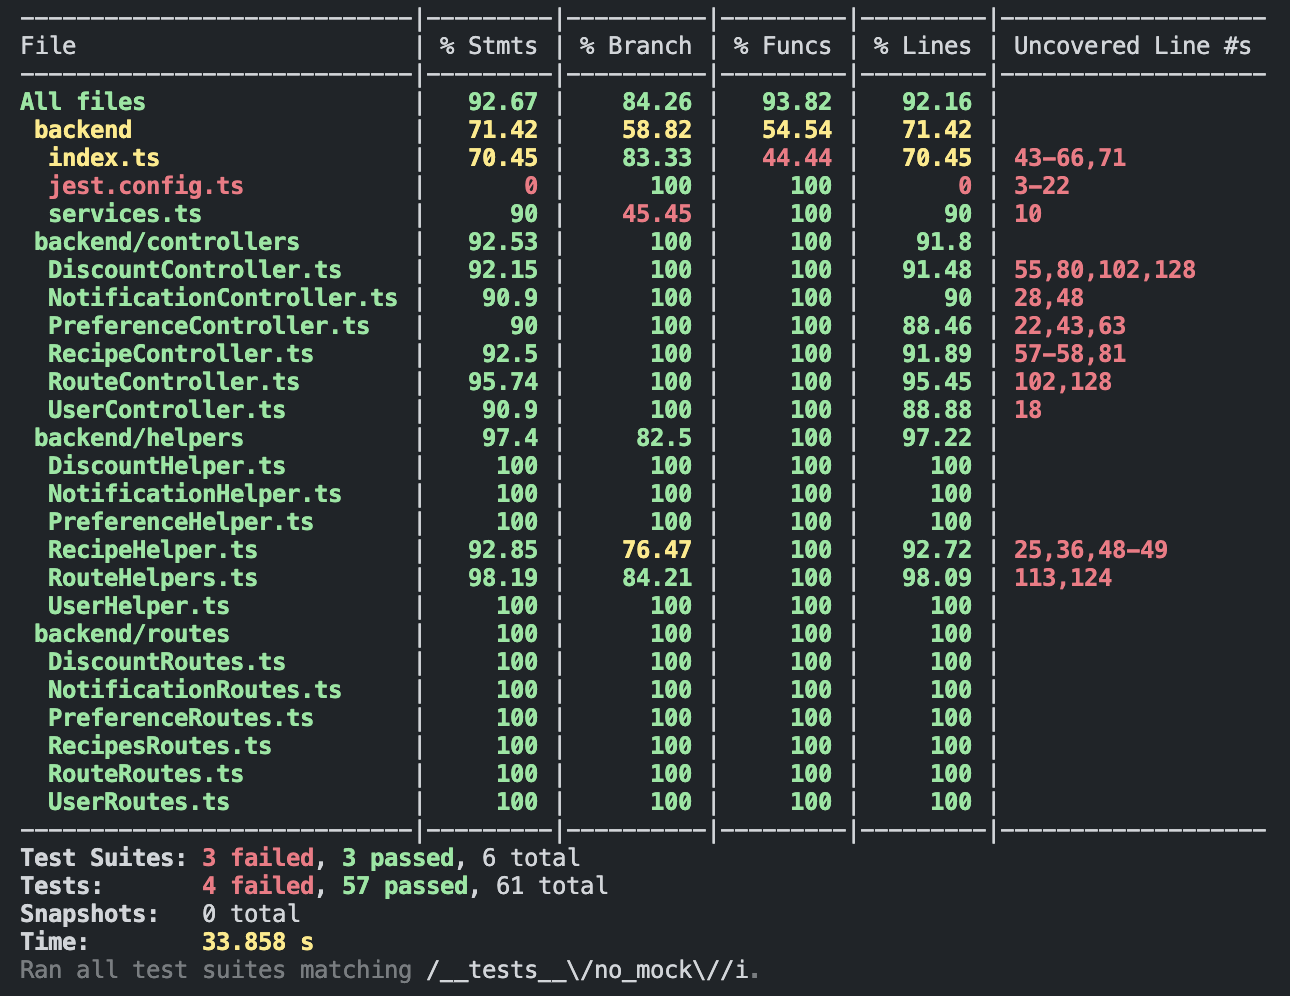 -----------------------------|---------|----------|---------|---------|-------------------
File                         | % Stmts | % Branch | % Funcs | % Lines | Uncovered Line #s
-----------------------------|---------|----------|---------|---------|-------------------
All files                    |   92.67 |    84.26 |   93.82 |   92.16 |
 backend                     |   71.42 |    58.82 |   54.54 |   71.42 |
  index.ts                   |   70.45 |    83.33 |   44.44 |   70.45 | 43-66,71
  jest.config.ts             |       0 |      100 |     100 |       0 | 3-22
  services.ts                |      90 |    45.45 |     100 |      90 | 10
 backend/controllers         |   92.53 |      100 |     100 |    91.8 |
  DiscountController.ts      |   92.15 |      100 |     100 |   91.48 | 55,80,102,128
  NotificationController.ts  |    90.9 |      100 |     100 |      90 | 28,48
  PreferenceController.ts    |      90 |      100 |     100 |   88.46 | 22,43,63
  RecipeController.ts        |    92.5 |      100 |     100 |   91.89 | 57-58,81
  RouteController.ts         |   95.74 |      100 |     100 |   95.45 | 102,128
  UserController.ts          |    90.9 |      100 |     100 |   88.88 | 18
 backend/helpers             |    97.4 |     82.5 |     100 |   97.22 |
  DiscountHelper.ts          |     100 |      100 |     100 |     100 |
  NotificationHelper.ts      |     100 |      100 |     100 |     100 |
  PreferenceHelper.ts        |     100 |      100 |     100 |     100 |
  RecipeHelper.ts            |   92.85 |    76.47 |     100 |   92.72 | 25,36,48-49
  RouteHelpers.ts            |   98.19 |    84.21 |     100 |   98.09 | 113,124
  UserHelper.ts              |     100 |      100 |     100 |     100 |
 backend/routes              |     100 |      100 |     100 |     100 |
  DiscountRoutes.ts          |     100 |      100 |     100 |     100 |
  NotificationRoutes.ts      |     100 |      100 |     100 |     100 |
  PreferenceRoutes.ts        |     100 |      100 |     100 |     100 |
  RecipesRoutes.ts           |     100 |      100 |     100 |     100 |
  RouteRoutes.ts             |     100 |      100 |     100 |     100 |
  UserRoutes.ts              |     100 |      100 |     100 |     100 |
-----------------------------|---------|----------|---------|---------|-------------------
Test Suites: 3 failed, 3 passed, 6 total
Tests:       4 failed, 57 passed, 61 total
Snapshots:   0 total
Time:        33.858 s
Ran all test suites matching /__tests__\/no_mock\//i.